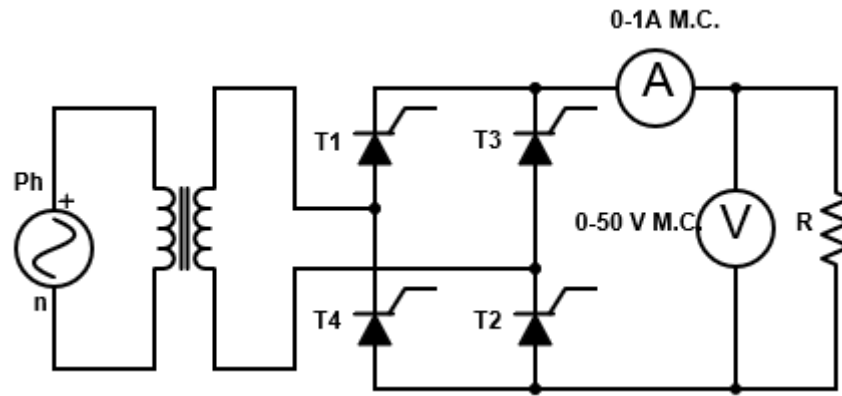 0-1A M.C.
A
T1
T3
Ph
+
0-50 V M.C.
V
R
n
T4
T2